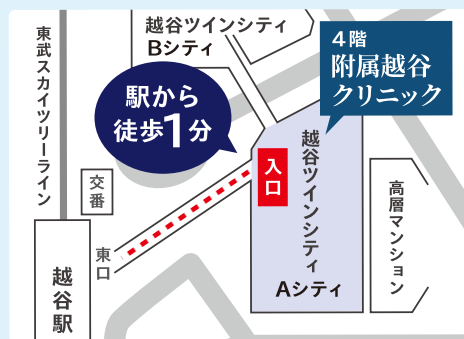 越谷ツインシティ
Bシティ
4階
附属越谷
クリニック
東武スカイツリーライン
駅から
徒歩1分
越谷ツインシティ
Aシティ
入口
交番
高層マンション
東口
越谷駅